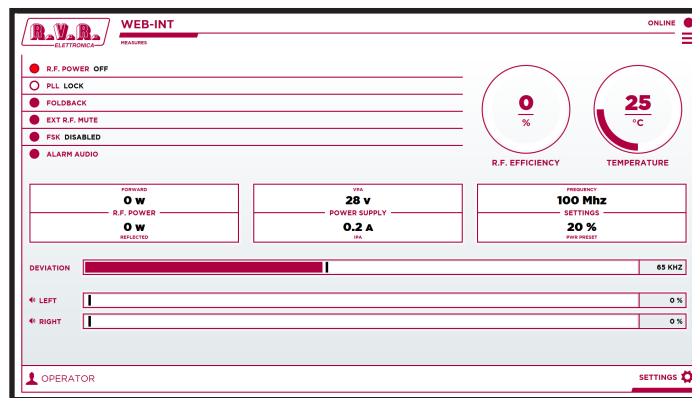 R.V.R.
ELETTRONICA
WEB-INT
MEASURES
ONLINE
R.F. POWER OFF
PLL LOCK
FOLDBACK
EXT R.F. MUTE
FSK DISABLED
ALARM AUDIO
0
%
R.F. EFFICIENCY
25
°C
TEMPERATURE
FORWARD
0 W
R.F. POWER
0 W
REFLECTED
VPA
28 V
POWER SUPPLY
0.2 A
IPA
FREQUENCY
100 Mhz
SETTINGS
20 %
PWR PRESET
DEVIATION
65 KHZ
LEFT
0 %
RIGHT
0 %
OPERATOR
SETTINGS